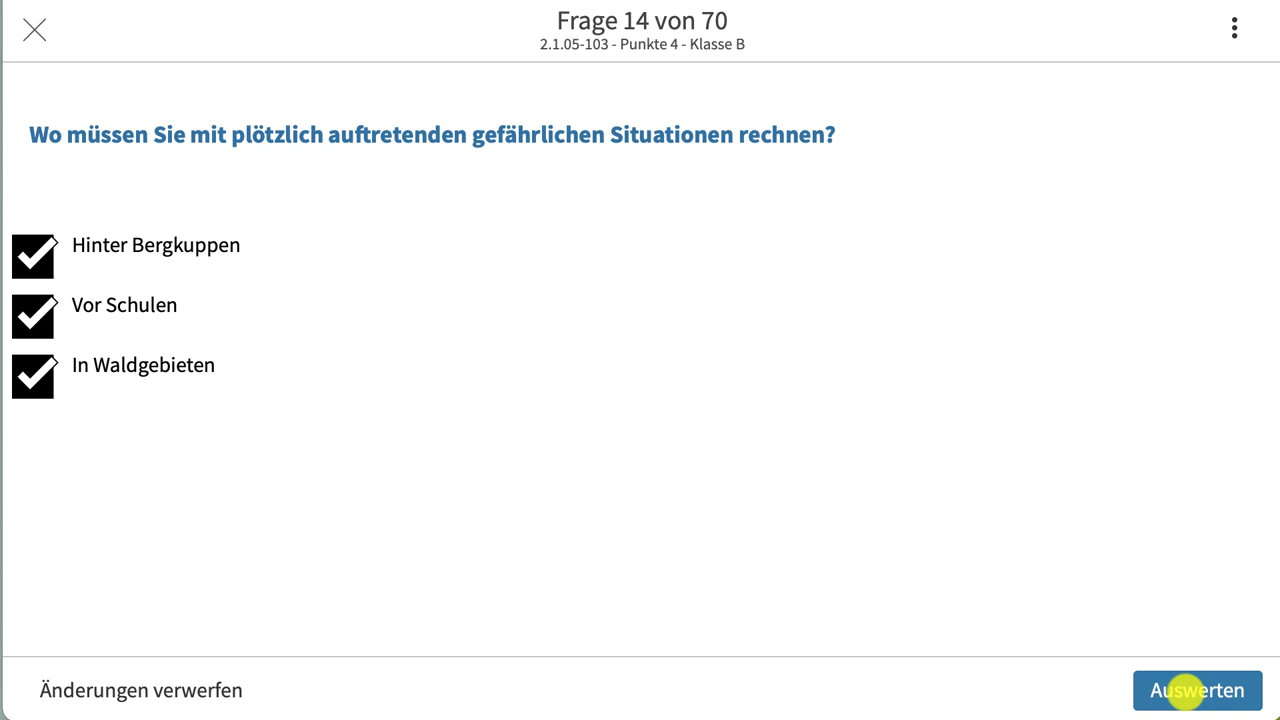 Frage 14 von 70
2.1.05-103 - Punkte 4 - Klasse B
Wo müssen Sie mit plötzlich auftretenden gefährlichen Situationen rechnen?
Hinter Bergkuppen
Vor Schulen
In Waldgebieten
Änderungen verwerfen
Auswerten